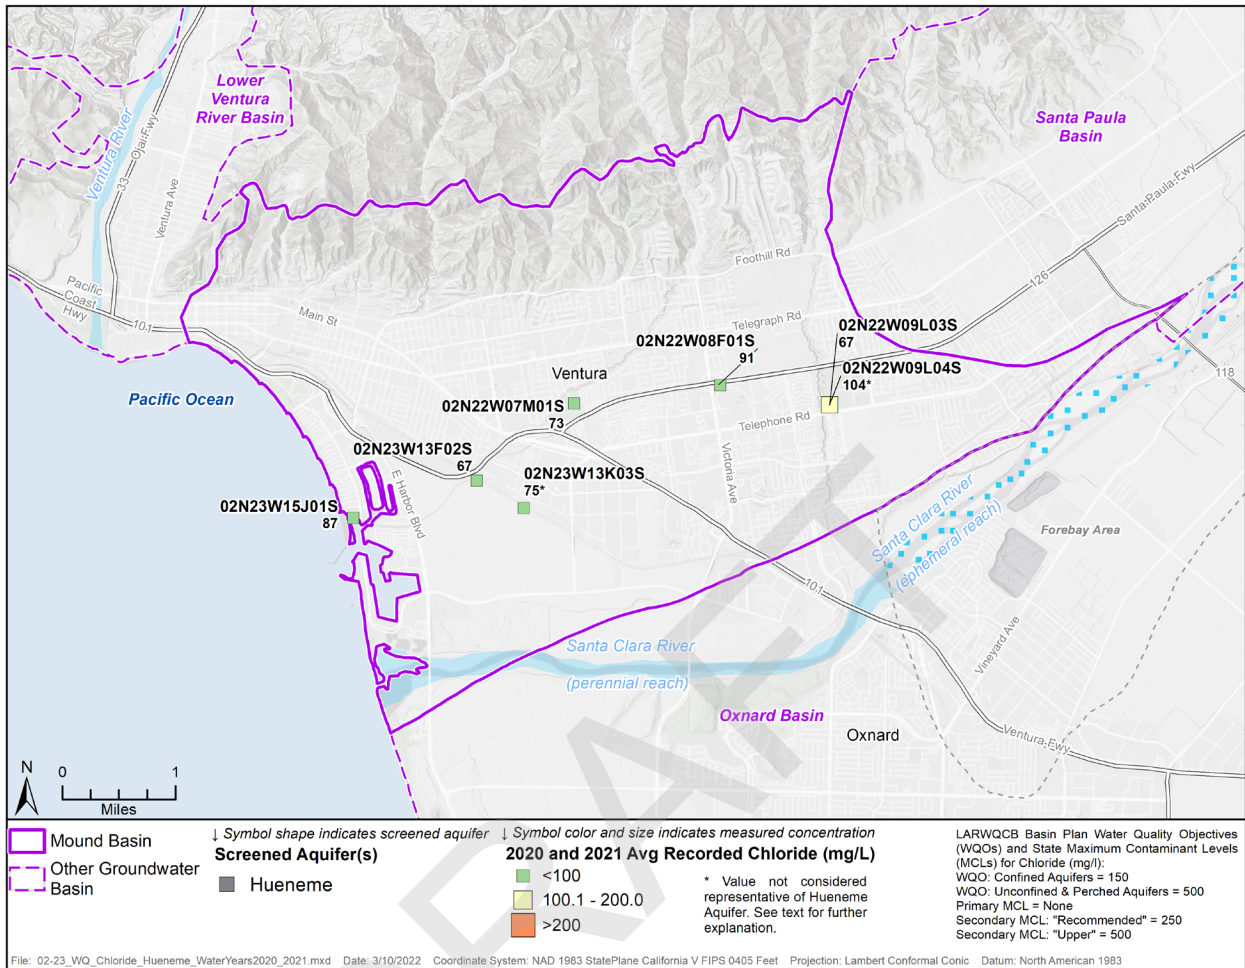 Lower
Ventura
River Basin
Santa Paula
Basin
Ventura River
33
Ojai Fwy
Ventura Ave
Santa Paula Fwy
Foothill Rd
126
Pacific
Coast
Hwy
101
Main St
Telegraph Rd
02N22W09L03S
67
02N22W08F01S
91
02N22W09L04S
104*
118
Ventura
Pacific Ocean
02N22W07M01S
73
Telephone Rd
02N23W13F02S
67
02N23W13K03S
75*
Victoria Ave
E Harbor Blvd
02N23W15J01S
87
Santa Clara River
(ephemeral reach)
Forebay Area
101
Vineyard Ave
Santa Clara River
(perennial reach)
Oxnard Basin
Oxnard
Ventura Fwy
DRAFT
N
0 1
Miles
Mound Basin
Other Groundwater
Basin
↓ Symbol shape indicates screened aquifer
Screened Aquifer(s)
Hueneme
↓ Symbol color and size indicates measured concentration
2020 and 2021 Avg Recorded Chloride (mg/L)
<100
100.1 - 200.0
>200
* Value not considered
representative of Hueneme
Aquifer. See text for further
explanation.
LARWQCB Basin Plan Water Quality Objectives
(WQOs) and State Maximum Contaminant Levels
(MCLs) for Chloride (mg/l):
WQO: Confined Aquifers = 150
WQO: Unconfined & Perched Aquifers = 500
Primary MCL = None
Secondary MCL: "Recommended" = 250
Secondary MCL: "Upper" = 500
File: 02-23_WQ_Chloride_Hueneme_WaterYears2020_2021.mxd Date: 3/10/2022 Coordinate System: NAD 1983 StatePlane California V FIPS 0405 Feet Projection: Lambert Conformal Conic Datum: North American 1983